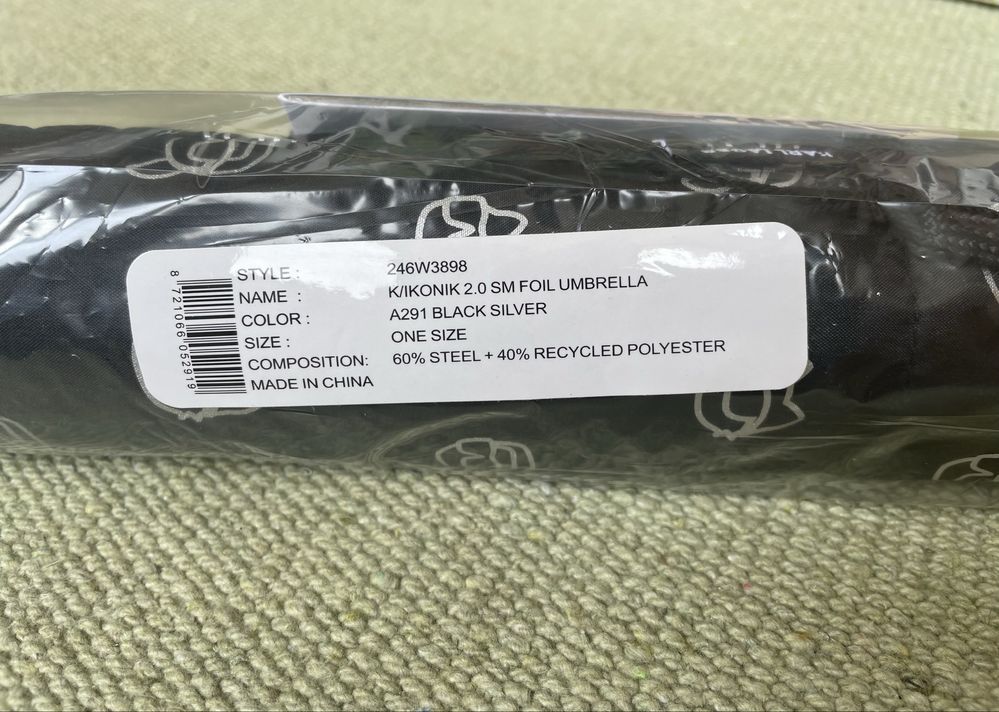 STYLE : 246W3898
NAME : K/IKONIK 2.0 SM FOIL UMBRELLA
COLOR : A291 BLACK SILVER
SIZE : ONE SIZE
COMPOSITION: 60% STEEL + 40% RECYCLED POLYESTER
MADE IN CHINA
8 721066 052919